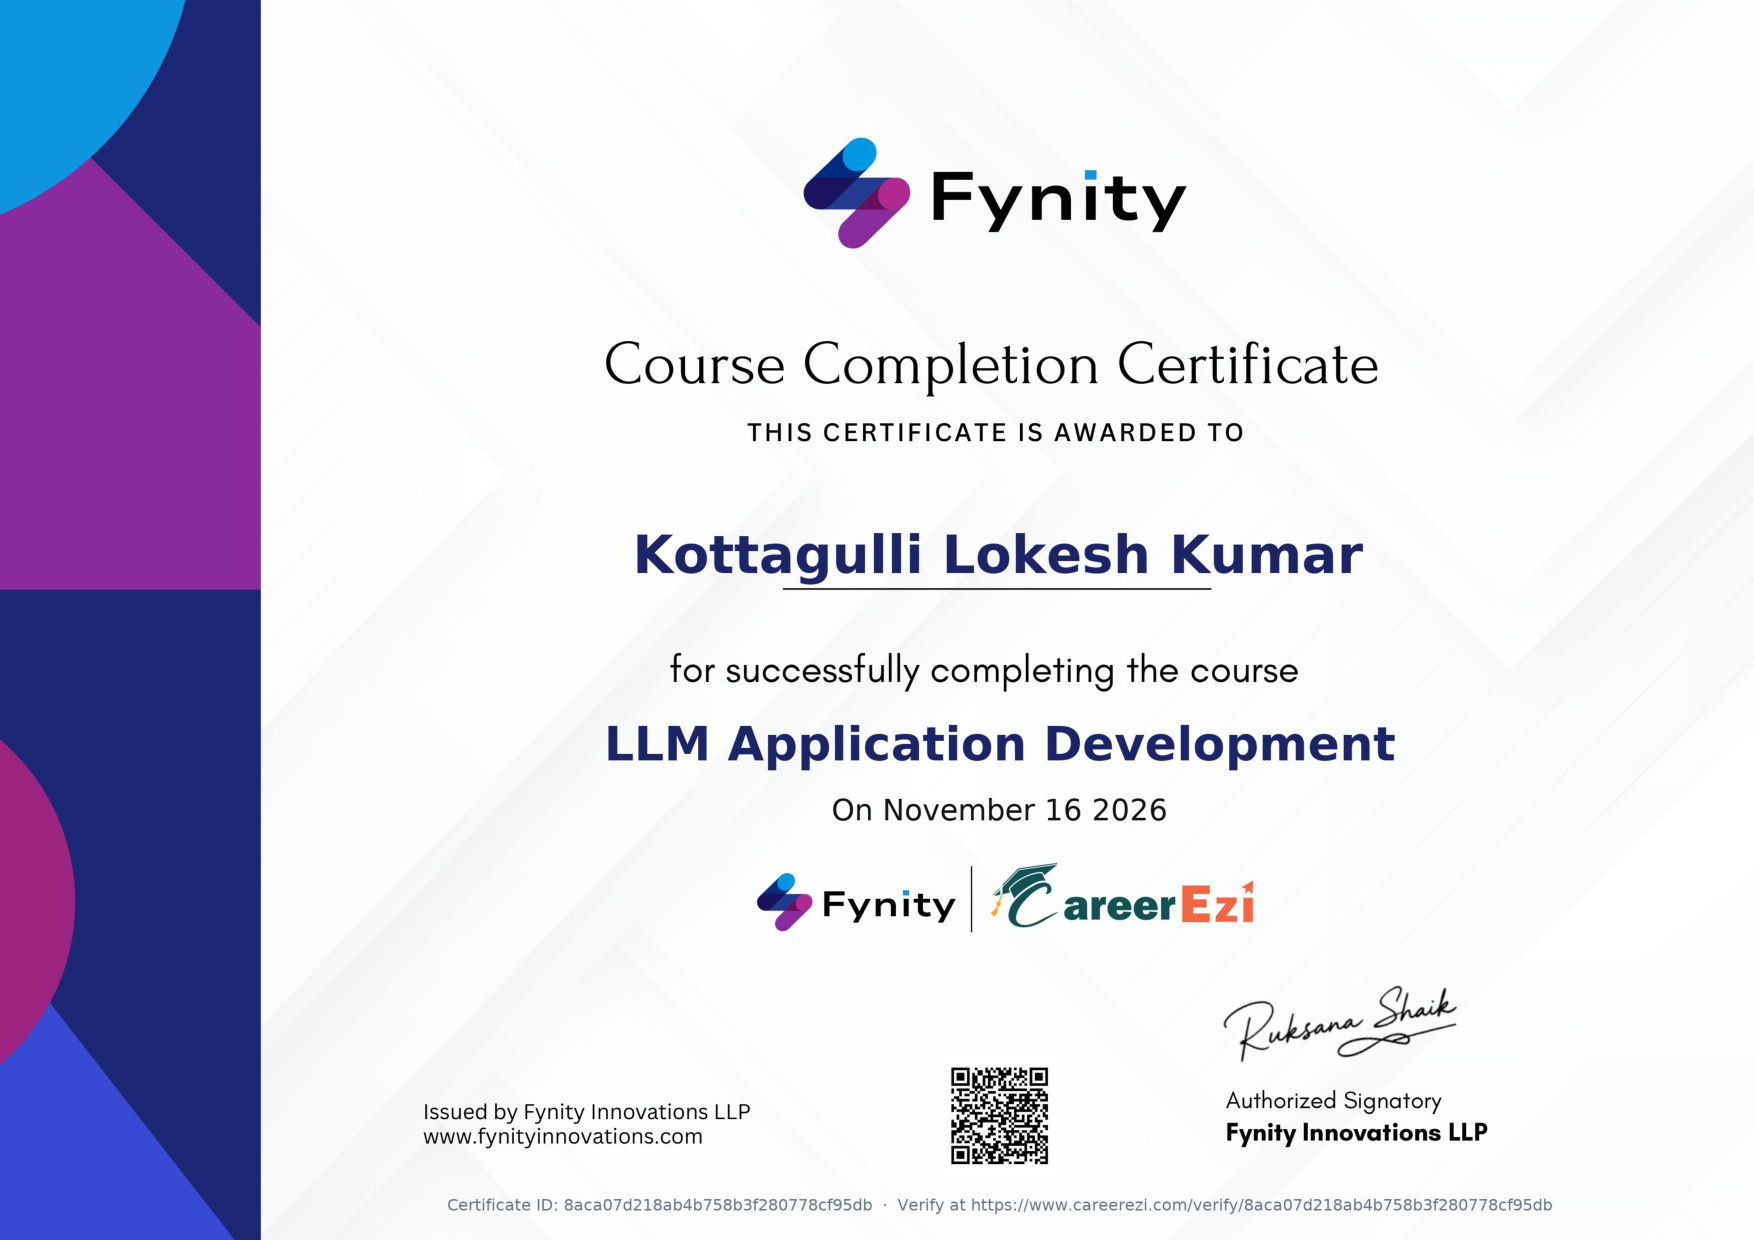 Fynity
Course Completion Certificate
THIS CERTIFICATE IS AWARDED TO
Kottagulli Lokesh Kumar
for successfully completing the course
LLM Application Development
On November 16 2026
Fynity | CareerEzi
Ruksana Shaik
Issued by Fynity Innovations LLP
www.fynityinnovations.com
Authorized Signatory
Fynity Innovations LLP
Certificate ID: 8aca07d218ab4b758b3f280778cf95db · Verify at https://www.careerezi.com/verify/8aca07d218ab4b758b3f280778cf95db